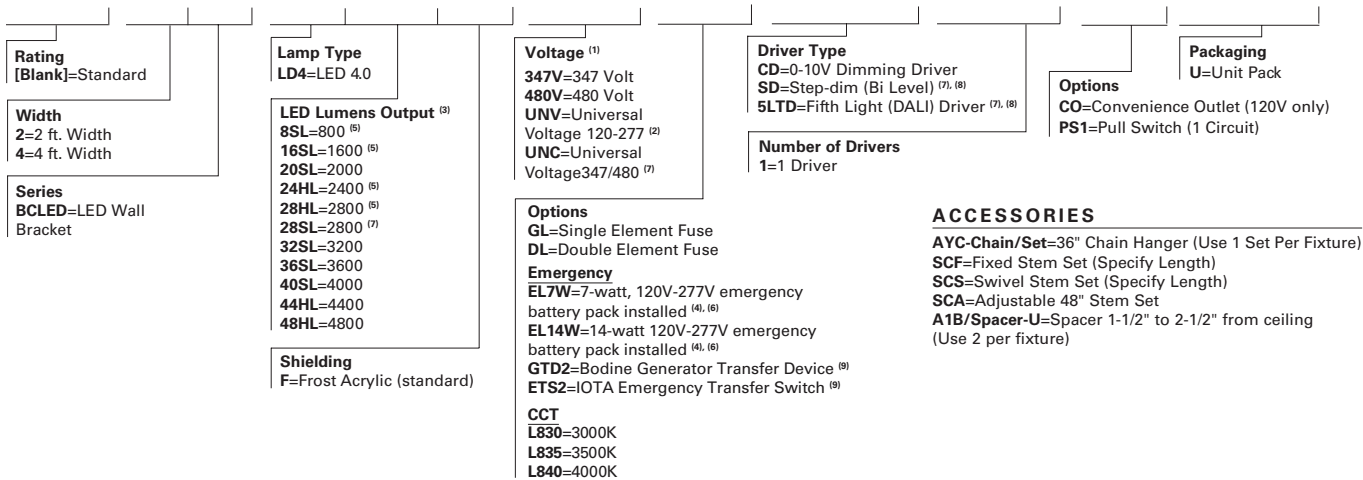 Rating
[Blank]=Standard
Width
2=2 ft. Width
4=4 ft. Width
Series
BCLED=LED Wall
Bracket
Lamp Type
LD4=LED 4.0
LED Lumens Output (3)
8SL=800 (5)
16SL=1600 (5)
20SL=2000
24HL=2400 (5)
28HL=2800 (5)
28SL=2800 (7)
32SL=3200
36SL=3600
40SL=4000
44HL=4400
48HL=4800
Shielding
F=Frost Acrylic (standard)
Voltage (1)
347V=347 Volt
480V=480 Volt
UNV=Universal
Voltage 120-277 (2)
UNC=Universal
Voltage347/480 (7)
Options
GL=Single Element Fuse
DL=Double Element Fuse
Emergency
EL7W=7-watt, 120V-277V emergency
battery pack installed (4), (6)
EL14W=14-watt 120V-277V emergency
battery pack installed (4), (6)
GTD2=Bodine Generator Transfer Device (9)
ETS2=IOTA Emergency Transfer Switch (9)
CCT
L830=3000K
L835=3500K
L840=4000K
Driver Type
CD=0-10V Dimming Driver
SD=Step-dim (Bi Level) (7), (8)
5LTD=Fifth Light (DALI) Driver (7), (8)
Number of Drivers
1=1 Driver
Options
CO=Convenience Outlet (120V only)
PS1=Pull Switch (1 Circuit)
Packaging
U=Unit Pack
ACCESSORIES
AYC-Chain/Set=36" Chain Hanger (Use 1 Set Per Fixture)
SCF=Fixed Stem Set (Specify Length)
SCS=Swivel Stem Set (Specify Length)
SCA=Adjustable 48" Stem Set
A1B/Spacer-U=Spacer 1-1/2" to 2-1/2" from ceiling
(Use 2 per fixture)